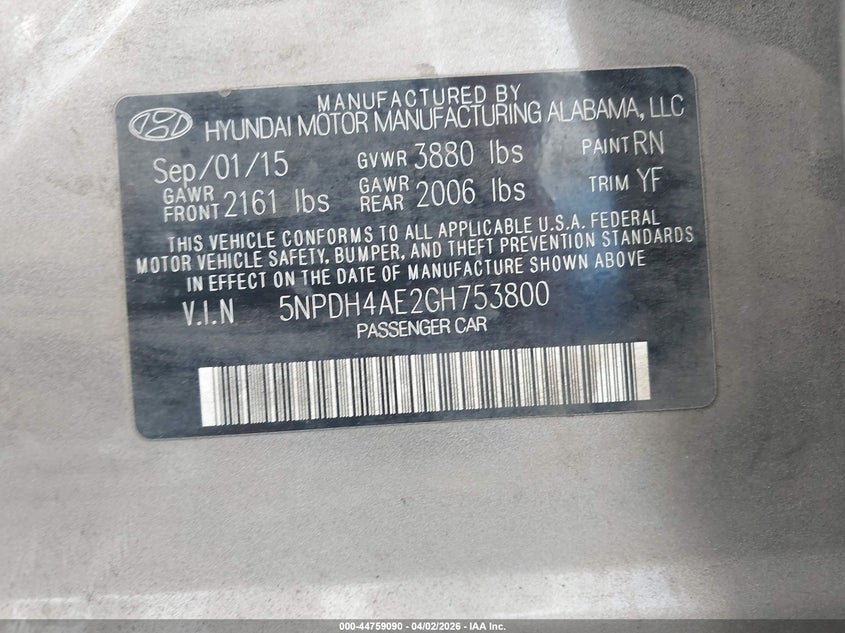 MANUFACTURED BY
HYUNDAI MOTOR MANUFACTURING ALABAMA, LLC
Sep/01/15 GVWR 3880 lbs PAINT RN
GAWR FRONT 2161 lbs GAWR REAR 2006 lbs TRIM YF
THIS VEHICLE CONFORMS TO ALL APPLICABLE U.S.A. FEDERAL
MOTOR VEHICLE SAFETY, BUMPER, AND THEFT PREVENTION STANDARDS
IN EFFECT ON THE DATE OF MANUFACTURE SHOWN ABOVE
V.I.N 5NPDH4AE2GH753800
PASSENGER CAR
000-44759090 - 04/02/2026 - IAA Inc.